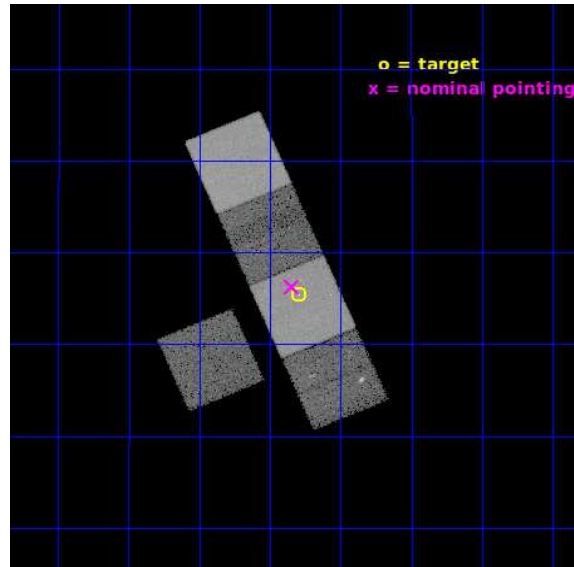 o = target
x = nominal pointing